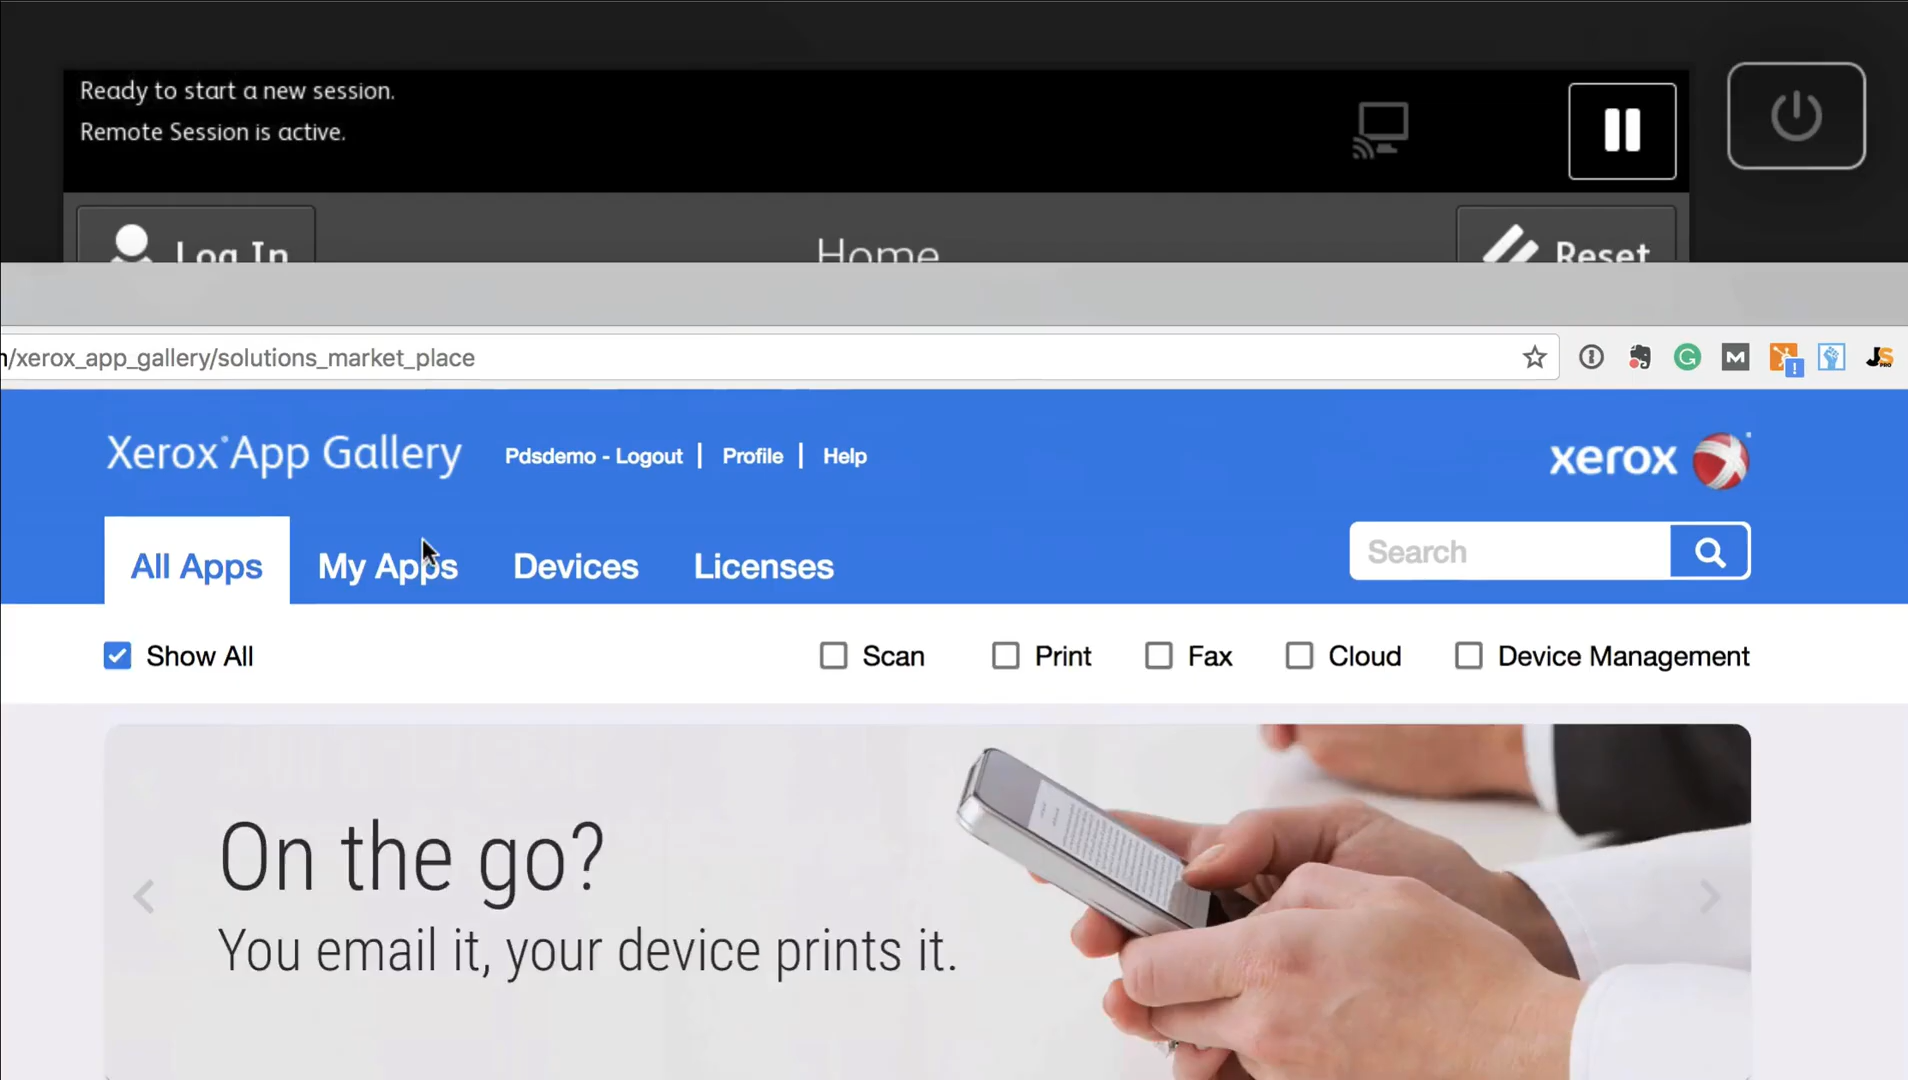 Ready to start a new session.
Remote Session is active.
Log In
Home
Reset
/xerox_app_gallery/solutions_market_place
Xerox® App Gallery
Pdsdemo - Logout | Profile | Help
xerox
All Apps
My Apps
Devices
Licenses
Search
Show All
Scan
Print
Fax
Cloud
Device Management
On the go?
You email it, your device prints it.